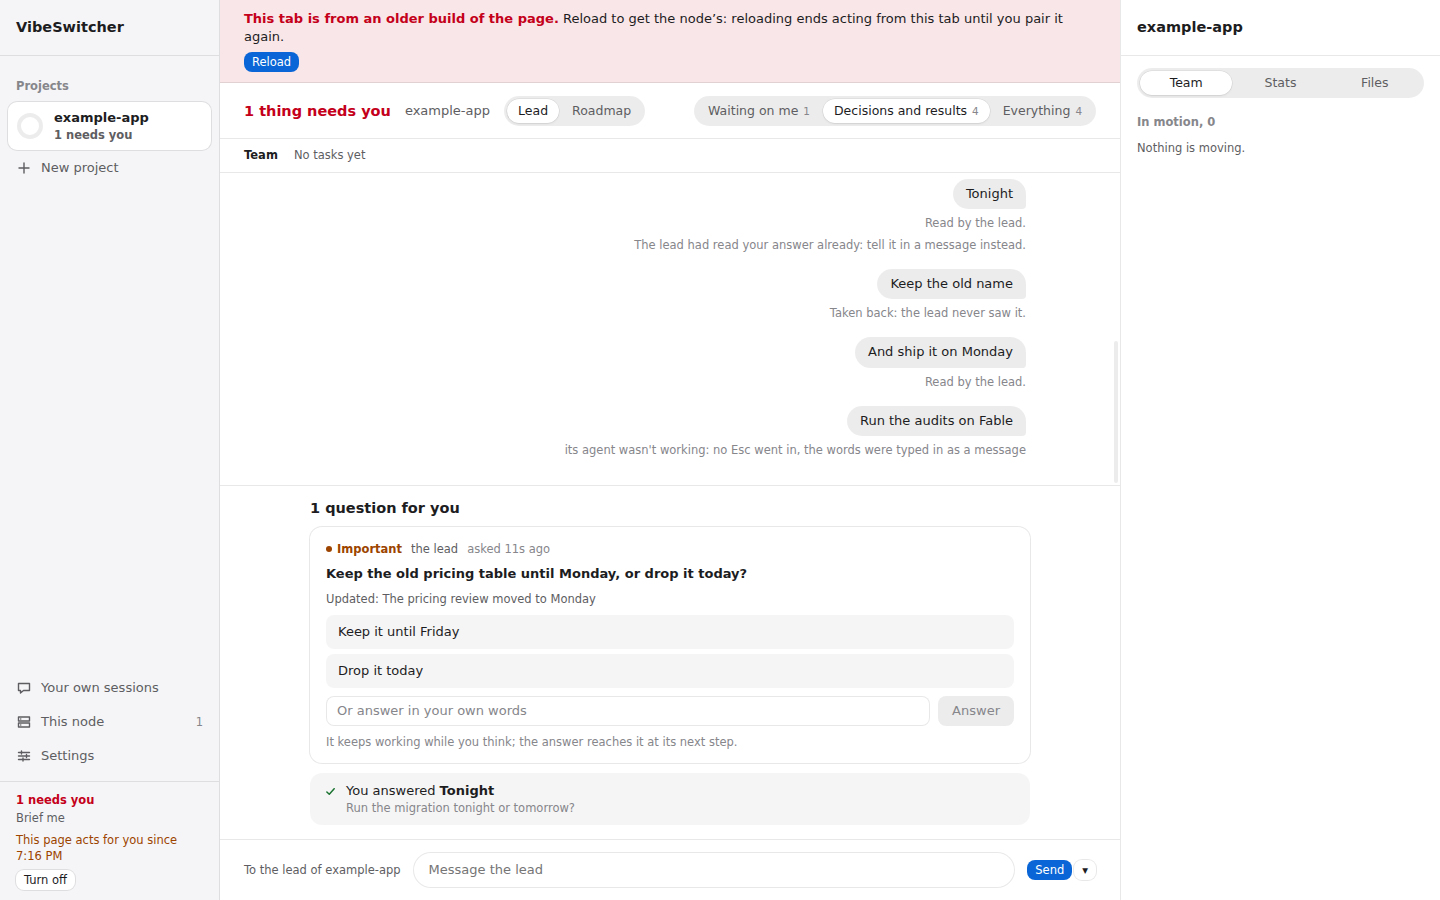 VibeSwitcher
Projects
example-app
1 needs you
New project
Your own sessions
This node 1
Settings
1 needs you
Brief me
This page acts for you since
7:16 PM
Turn off
This tab is from an older build of the page. Reload to get the node’s: reloading ends acting from this tab until you pair it
again.
Reload
1 thing needs you example-app Lead Roadmap Waiting on me 1 Decisions and results 4 Everything 4
Team No tasks yet
Tonight
Read by the lead.
The lead had read your answer already: tell it in a message instead.
Keep the old name
Taken back: the lead never saw it.
And ship it on Monday
Read by the lead.
Run the audits on Fable
its agent wasn't working: no Esc went in, the words were typed in as a message
1 question for you
Important the lead asked 11s ago
Keep the old pricing table until Monday, or drop it today?
Updated: The pricing review moved to Monday
Keep it until Friday
Drop it today
Or answer in your own words Answer
It keeps working while you think; the answer reaches it at its next step.
You answered Tonight
Run the migration tonight or tomorrow?
To the lead of example-app Message the lead Send
example-app
Team Stats Files
In motion, 0
Nothing is moving.